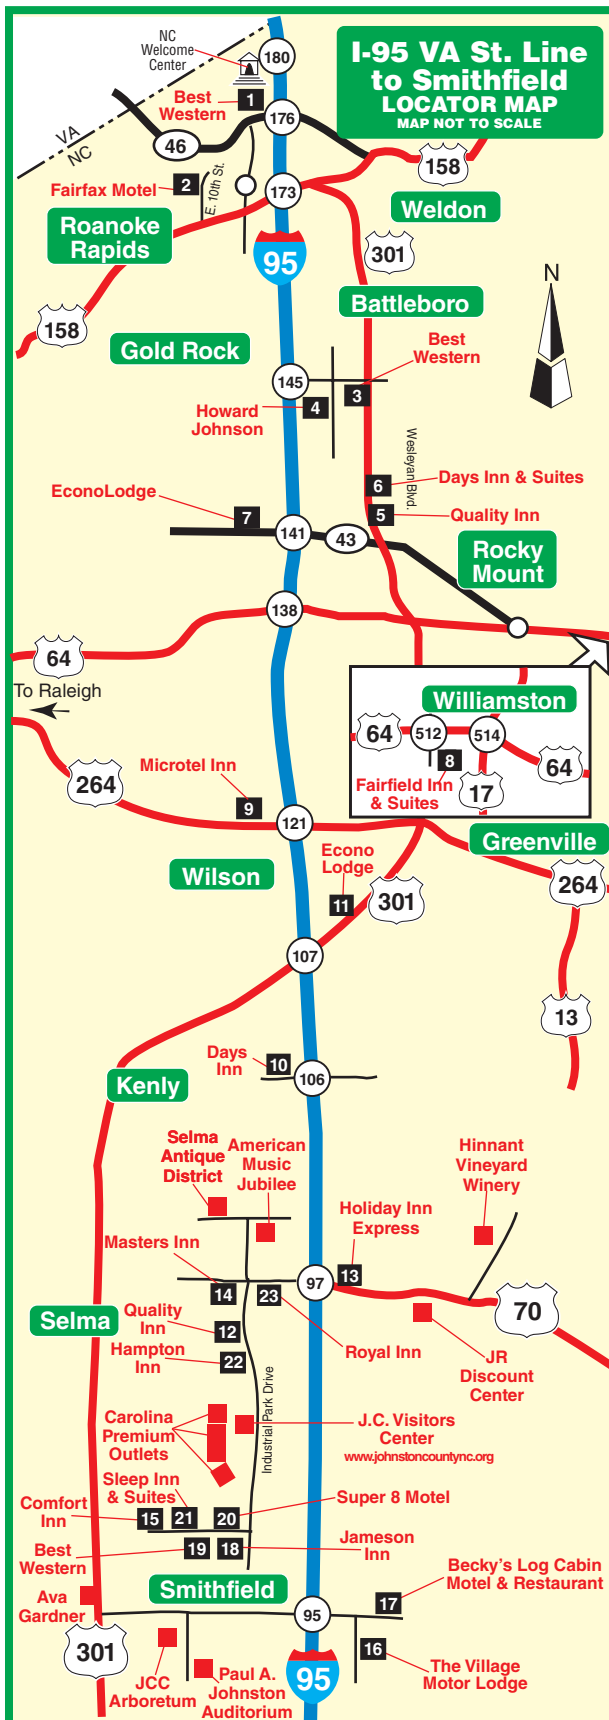 NC
Welcome
Center
180
I-95 VA St. Line
to Smithfield
LOCATOR MAP
MAP NOT TO SCALE
Best
Western
1
176
VA
NC
46
158
Fairfax Motel
2
E. 10th St.
173
Weldon
Roanoke
Rapids
95
301
N
158
Battleboro
Gold Rock
Best
Western
145
3
4
Howard
Johnson
Wesleyan Blvd.
6
Days Inn & Suites
EconoLodge
7
5
Quality Inn
141
43
Rocky
Mount
138
64
To Raleigh
Williamston
64
512
514
8
64
Fairfield Inn
& Suites
17
264
Microtel Inn
9
121
Greenville
Econo
Lodge
Wilson
11
301
264
107
13
Days
Inn
10
106
Kenly
Selma
Antique
District
American
Music
Jubilee
Hinnant
Vineyard
Winery
Holiday Inn
Express
Masters Inn
97
13
14
23
70
Selma
Quality
Inn
12
Royal Inn
Hampton
Inn
22
JR
Discount
Center
Industrial Park Drive
Carolina
Premium
Outlets
J.C. Visitors
Center
www.johnstoncountync.org
Sleep Inn
& Suites
Super 8 Motel
Comfort
Inn
15
21
20
Best
Western
19
18
Jameson
Inn
Smithfield
Becky's Log Cabin
Motel & Restaurant
Ava
Gardner
17
95
301
16
The Village
Motor Lodge
JCC
Arboretum
Paul A.
Johnston
Auditorium
95